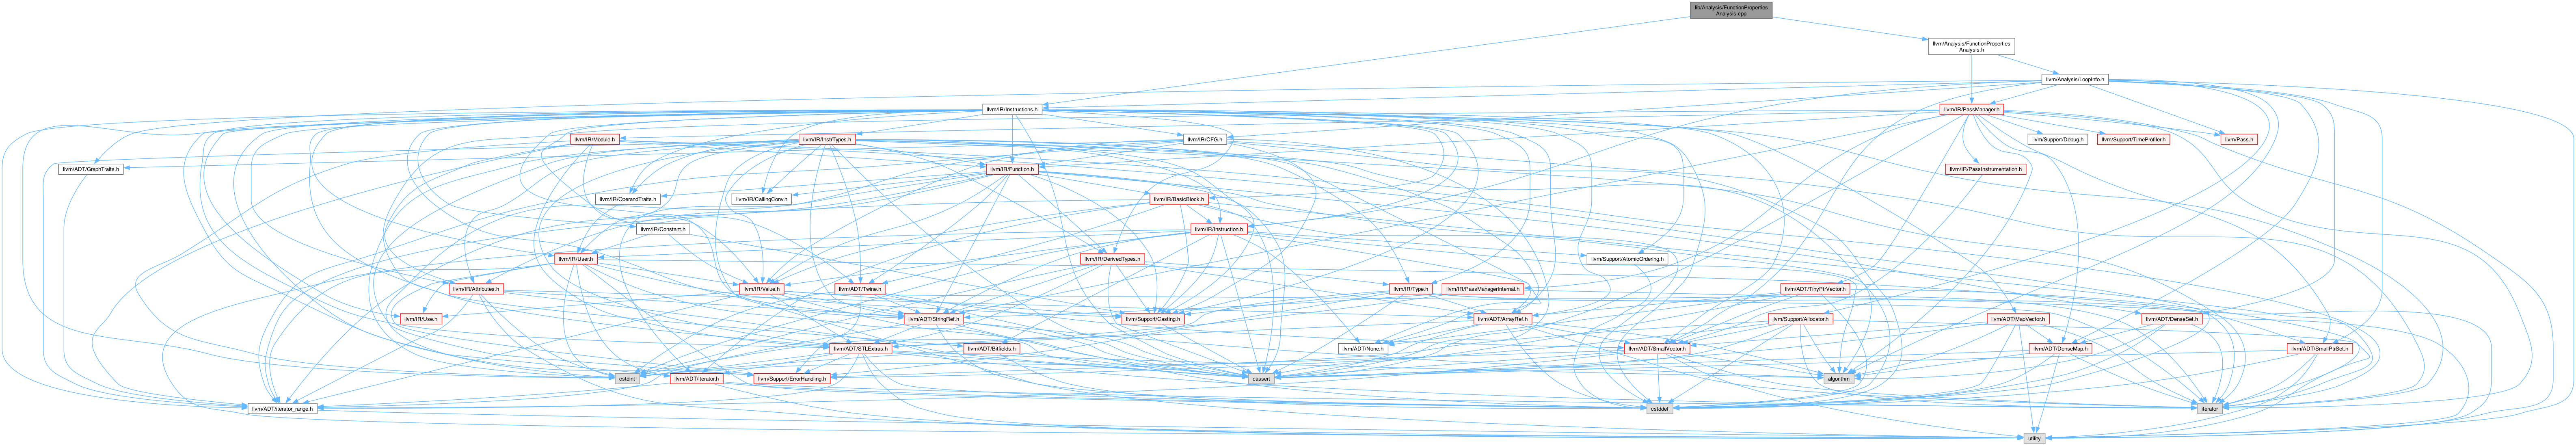 lib/Analysis/FunctionProperties
Analysis.cpp
llvm/Analysis/FunctionProperties
Analysis.h
llvm/Analysis/LoopInfo.h
llvm/IR/Instructions.h
llvm/IR/PassManager.h
llvm/IR/Module.h
llvm/IR/InstrTypes.h
llvm/IR/CFG.h
llvm/Support/Debug.h
llvm/Support/TimeProfiler.h
llvm/Pass.h
llvm/ADT/GraphTraits.h
llvm/IR/Function.h
llvm/IR/PassInstrumentation.h
llvm/IR/OperandTraits.h
llvm/IR/CallingConv.h
llvm/IR/BasicBlock.h
llvm/IR/Constant.h
llvm/IR/Instruction.h
llvm/IR/User.h
llvm/IR/DerivedTypes.h
llvm/Support/AtomicOrdering.h
llvm/IR/Attributes.h
llvm/IR/Value.h
llvm/ADT/Twine.h
llvm/IR/Type.h
llvm/IR/PassManagerInternal.h
llvm/ADT/TinyPtrVector.h
llvm/IR/Use.h
llvm/ADT/StringRef.h
llvm/Support/Casting.h
llvm/ADT/ArrayRef.h
llvm/Support/Allocator.h
llvm/ADT/MapVector.h
llvm/ADT/DenseSet.h
llvm/ADT/STLExtras.h
llvm/ADT/Bitfields.h
llvm/ADT/None.h
llvm/ADT/SmallVector.h
llvm/ADT/DenseMap.h
llvm/ADT/SmallPtrSet.h
cstdint
llvm/ADT/iterator.h
llvm/Support/ErrorHandling.h
cassert
algorithm
llvm/ADT/iterator_range.h
cstddef
iterator
utility